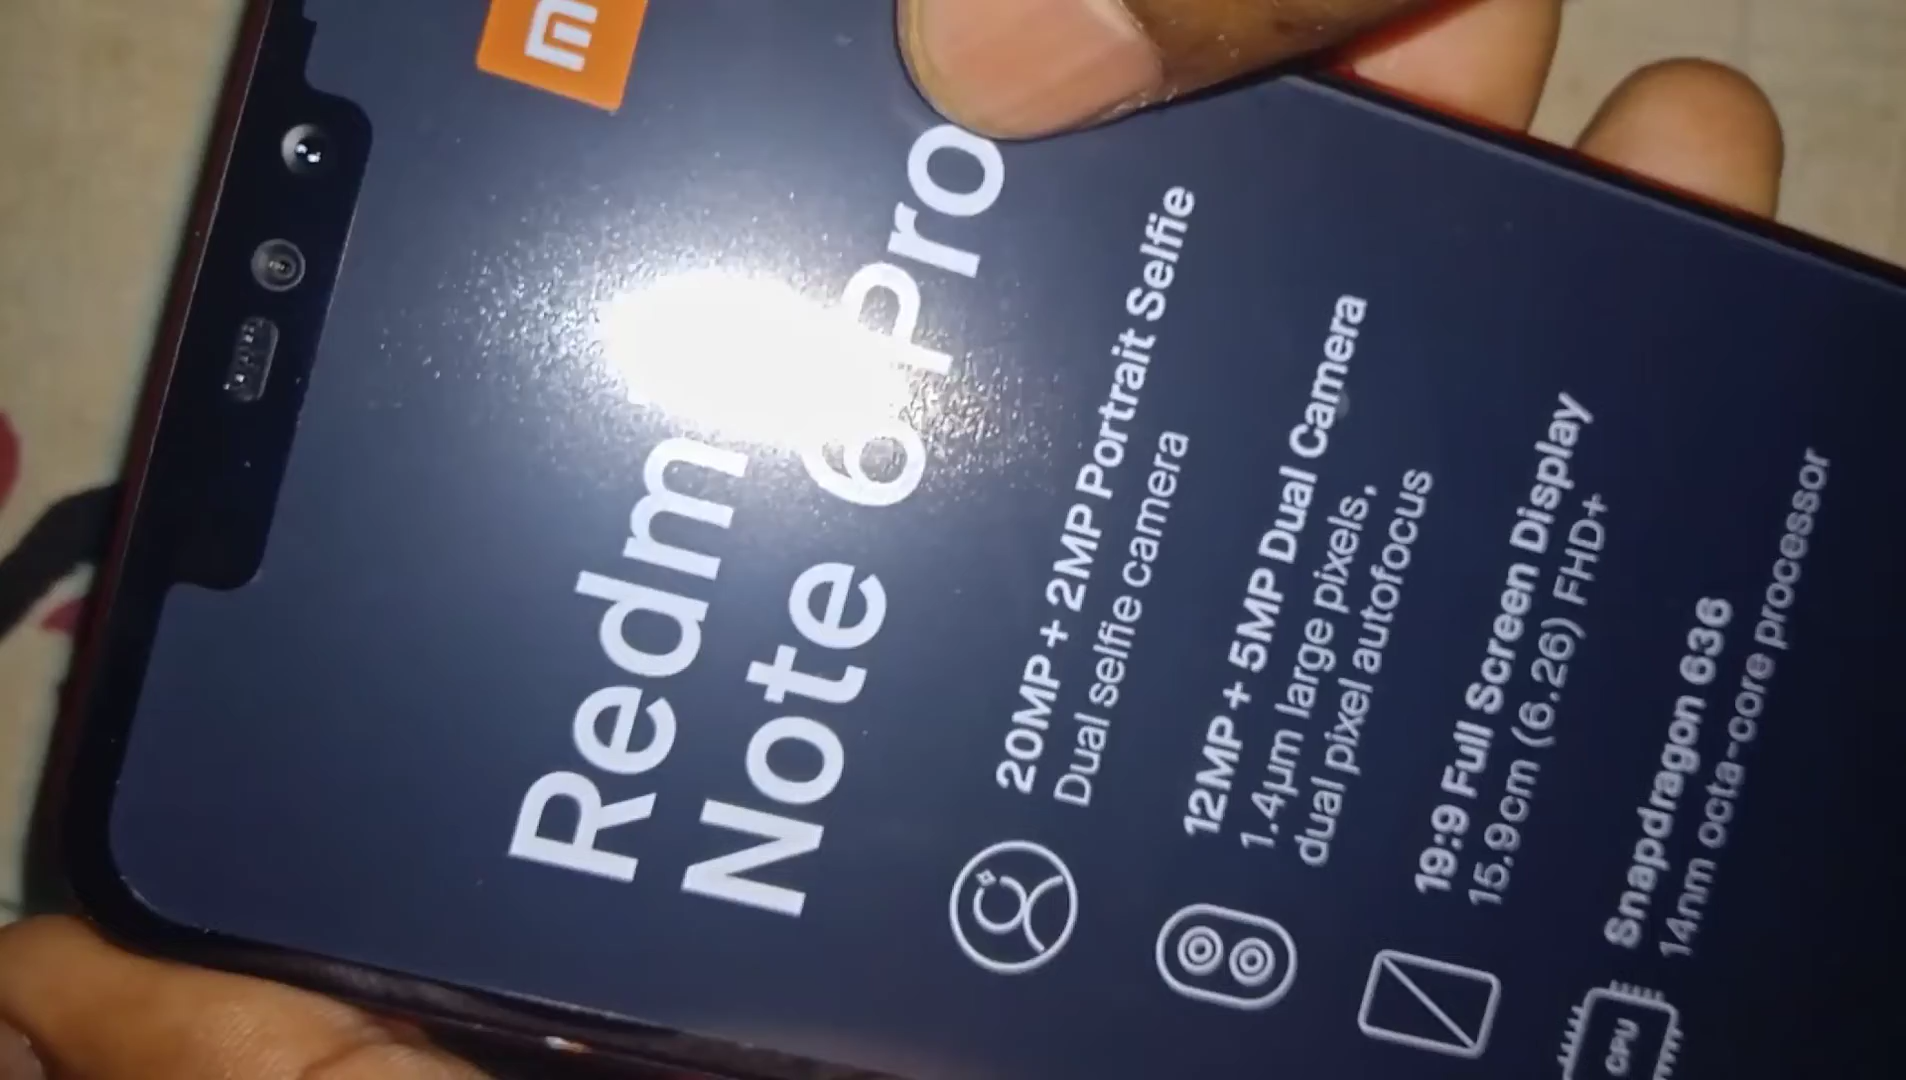 mi
Redm
Note 6 Pro
20MP + 2MP Portrait Selfie
Dual selfie camera
12MP + 5MP Dual Camera
1.4μm large pixels,
dual pixel autofocus
19:9 Full Screen Display
15.9cm (6.26) FHD+
Snapdragon 636
14nm octa-core processor
CPU